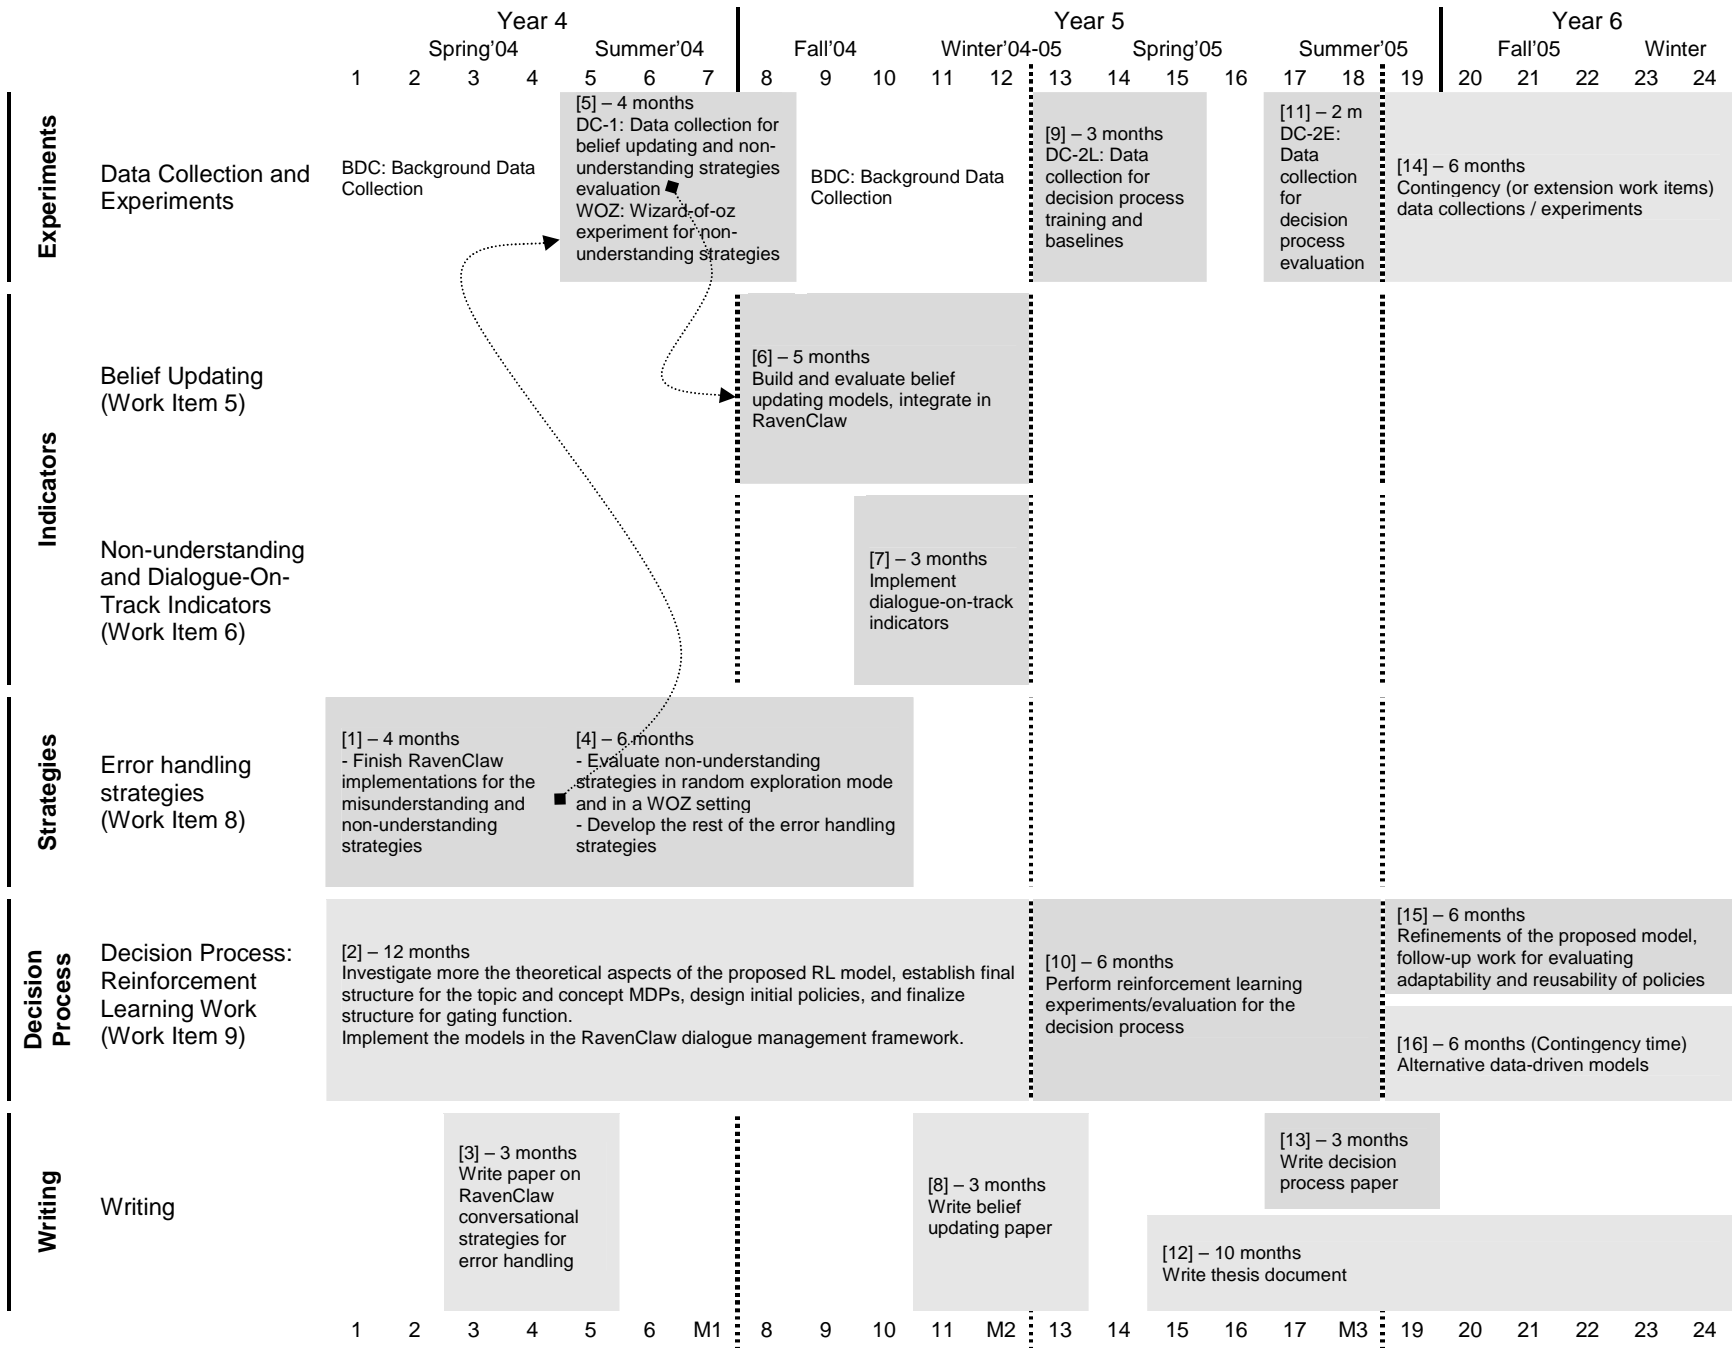 Year 4
Year 5
Year 6
Spring’04
Summer’04
Fall’04
Winter’04-05
Spring’05
Summer’05
Fall’05
Winter
1 2 3 4 5 6 7 8 9 10 11 12 13 14 15 16 17 18 19 20 21 22 23 24
Experiments
Data Collection and
Experiments
BDC: Background Data
Collection
[5] – 4 months
DC-1: Data collection for
belief updating and non-
understanding strategies
evaluation
WOZ: Wizard-of-oz
experiment for non-
understanding strategies
BDC: Background Data
Collection
[9] – 3 months
DC-2L: Data
collection for
decision process
training and
baselines
[11] – 2 m
DC-2E:
Data
collection
for
decision
process
evaluation
[14] – 6 months
Contingency (or extension work items)
data collections / experiments
Indicators
Belief Updating
(Work Item 5)
[6] – 5 months
Build and evaluate belief
updating models, integrate in
RavenClaw
Non-understanding
and Dialogue-On-
Track Indicators
(Work Item 6)
[7] – 3 months
Implement
dialogue-on-track
indicators
Strategies
Error handling
strategies
(Work Item 8)
[1] – 4 months
- Finish RavenClaw
implementations for the
misunderstanding and
non-understanding
strategies
[4] – 6 months
- Evaluate non-understanding
strategies in random exploration mode
and in a WOZ setting
- Develop the rest of the error handling
strategies
Decision
Process
Decision Process:
Reinforcement
Learning Work
(Work Item 9)
[2] – 12 months
Investigate more the theoretical aspects of the proposed RL model, establish final
structure for the topic and concept MDPs, design initial policies, and finalize
structure for gating function.
Implement the models in the RavenClaw dialogue management framework.
[10] – 6 months
Perform reinforcement learning
experiments/evaluation for the
decision process
[15] – 6 months
Refinements of the proposed model,
follow-up work for evaluating
adaptability and reusability of policies
[16] – 6 months (Contingency time)
Alternative data-driven models
Writing
Writing
[3] – 3 months
Write paper on
RavenClaw
conversational
strategies for
error handling
[8] – 3 months
Write belief
updating paper
[13] – 3 months
Write decision
process paper
[12] – 10 months
Write thesis document
1 2 3 4 5 6 M1 8 9 10 11 M2 13 14 15 16 17 M3 19 20 21 22 23 24